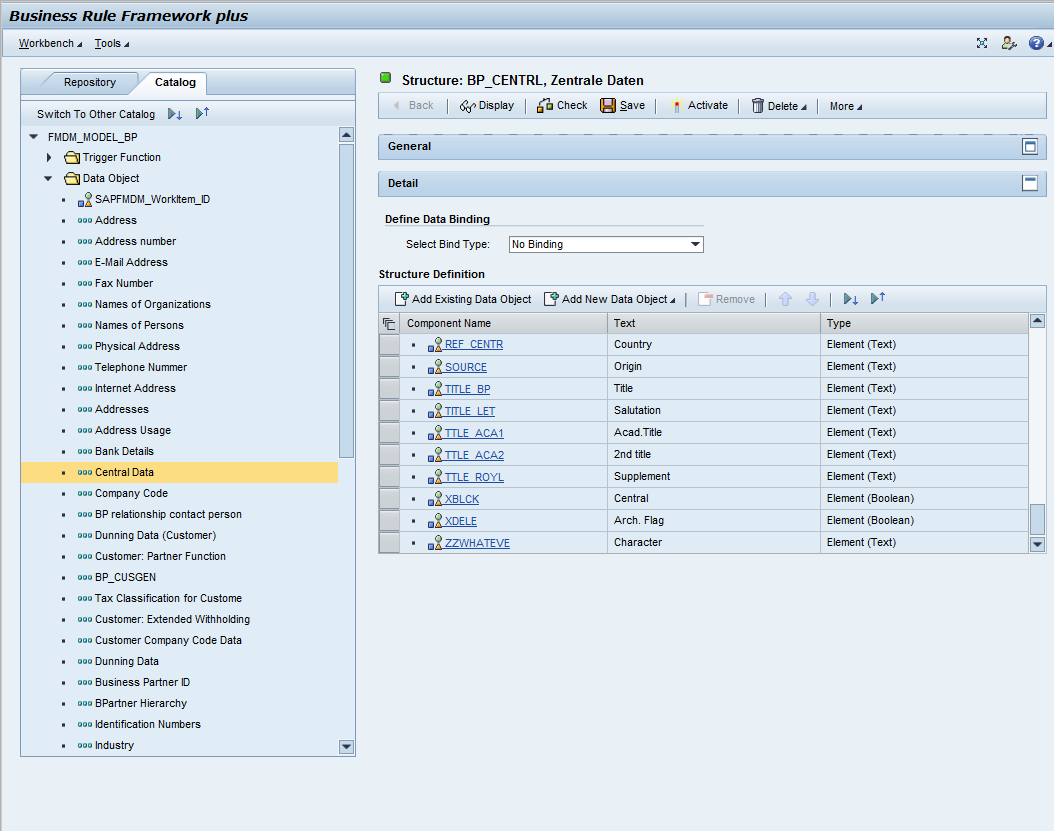 Business Rule Framework plus
Workbench Tools
Repository Catalog
Switch To Other Catalog
FMDM_MODEL_BP
Trigger Function
Data Object
SAPFMDM_WorkItem_ID
Address
Address number
E-Mail Address
Fax Number
Names of Organizations
Names of Persons
Physical Address
Telephone Nummer
Internet Address
Addresses
Address Usage
Bank Details
Central Data
Company Code
BP relationship contact person
Dunning Data (Customer)
Customer: Partner Function
BP_CUSGEN
Tax Classification for Custome
Customer: Extended Withholding
Customer Company Code Data
Dunning Data
Business Partner ID
BPartner Hierarchy
Identification Numbers
Industry
Structure: BP_CENTRL, Zentrale Daten
Back Display Check Save Activate Delete More
General
Detail
Define Data Binding
Select Bind Type: No Binding
Structure Definition
Add Existing Data Object Add New Data Object Remove
Component Name Text Type
REF_CENTR Country Element (Text)
SOURCE Origin Element (Text)
TITLE_BP Title Element (Text)
TITLE_LET Salutation Element (Text)
TTLE_ACA1 Acad.Title Element (Text)
TTLE_ACA2 2nd title Element (Text)
TTLE_ROYL Supplement Element (Text)
XBLCK Central Element (Boolean)
XDELE Arch. Flag Element (Boolean)
ZZWHATEVE Character Element (Text)